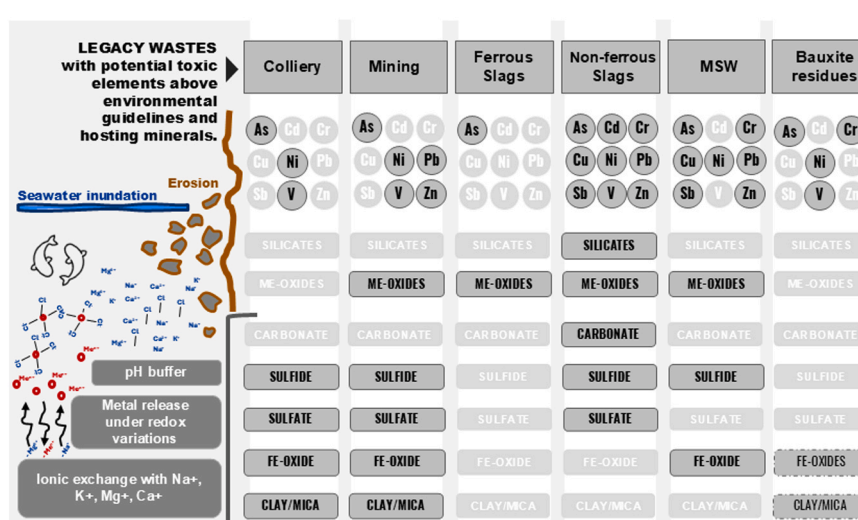 LEGACY WASTES
with potential toxic
elements above
environmental
guidelines and
hosting minerals.
Colliery
Mining
Ferrous
Slags
Non-ferrous
Slags
MSW
Bauxite
residues
As Cd Cr
Cu Ni Pb
Sb V Zn
As Cd Cr
Cu Ni Pb
Sb V Zn
As Cd Cr
Cu Ni Pb
Sb V Zn
As Cd Cr
Cu Ni Pb
Sb V Zn
As Cd Cr
Cu Ni Pb
Sb V Zn
As Cd Cr
Cu Ni Pb
Sb V Zn
Erosion
Seawater inundation
SILICATES SILICATES SILICATES SILICATES SILICATES SILICATES
ME-OXIDES ME-OXIDES ME-OXIDES ME-OXIDES ME-OXIDES ME-OXIDES
CARBONATE CARBONATE CARBONATE CARBONATE CARBONATE CARBONATE
SULFIDE SULFIDE SULFIDE SULFIDE SULFIDE SULFIDE
SULFATE SULFATE SULFATE SULFATE SULFATE SULFATE
FE-OXIDE FE-OXIDE FE-OXIDE FE-OXIDE FE-OXIDE FE-OXIDES
CLAY/MICA CLAY/MICA CLAY/MICA CLAY/MICA CLAY/MICA CLAY/MICA
pH buffer
Metal release
under redox
variations
Ionic exchange with Na+,
K+, Mg+, Ca+